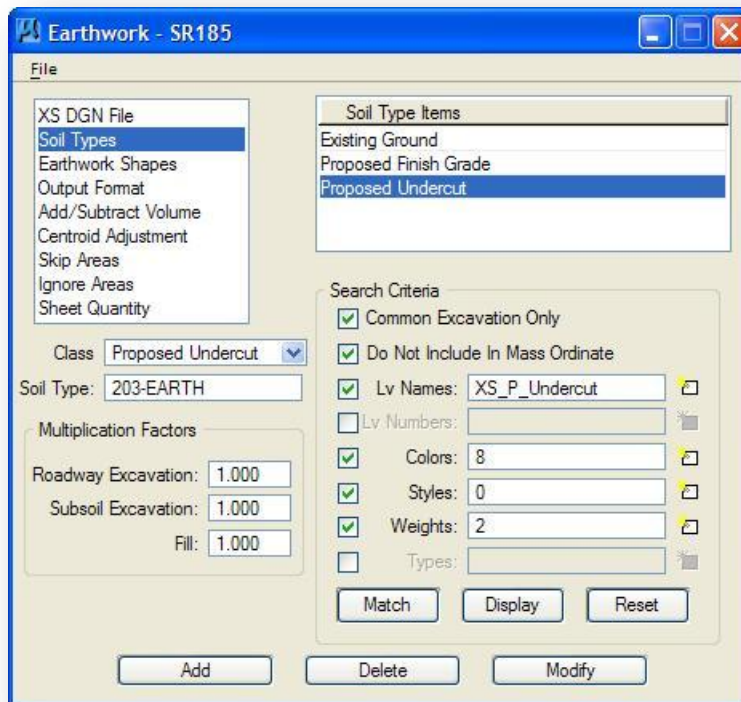 Earthwork - SR185
File
XS DGN File
Soil Types
Earthwork Shapes
Output Format
Add/Subtract Volume
Centroid Adjustment
Skip Areas
Ignore Areas
Sheet Quantity
Soil Type Items
Existing Ground
Proposed Finish Grade
Proposed Undercut
Class Proposed Undercut
Soil Type: 203-EARTH
Multiplication Factors
Roadway Excavation: 1.000
Subsoil Excavation: 1.000
Fill: 1.000
Search Criteria
Common Excavation Only
Do Not Include In Mass Ordinate
Lv Names: XS_P_Undercut
Lv Numbers:
Colors: 8
Styles: 0
Weights: 2
Types:
Match Display Reset
Add Delete Modify